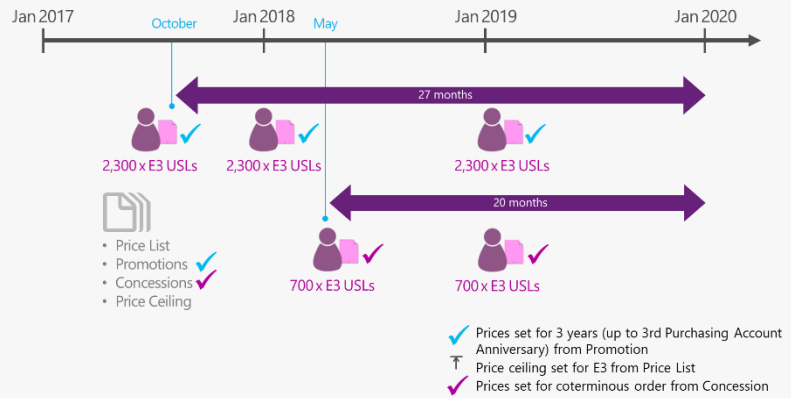 Jan 2017
Jan 2018
Jan 2019
Jan 2020
October
May
27 months
2,300 x E3 USLs
2,300 x E3 USLs
2,300 x E3 USLs
20 months
• Price List
• Promotions
• Concessions
• Price Ceiling
700 x E3 USLs
700 x E3 USLs
Prices set for 3 years (up to 3rd Purchasing Account
Anniversary) from Promotion
Price ceiling set for E3 from Price List
Prices set for coterminous order from Concession